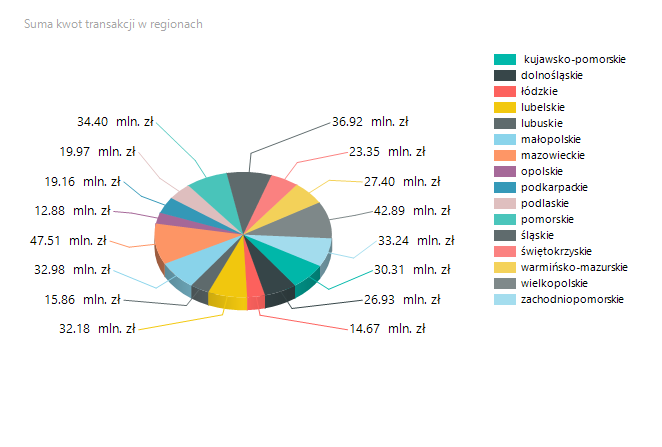 Suma kwot transakcji w regionach
34.40 mln. zł
19.97 mln. zł
19.16 mln. zł
12.88 mln. zł
47.51 mln. zł
32.98 mln. zł
15.86 mln. zł
32.18 mln. zł
36.92 mln. zł
23.35 mln. zł
27.40 mln. zł
42.89 mln. zł
33.24 mln. zł
30.31 mln. zł
26.93 mln. zł
14.67 mln. zł
kujawsko-pomorskie
dolnośląskie
łódzkie
lubelskie
lubuskie
małopolskie
mazowieckie
opolskie
podkarpackie
podlaskie
pomorskie
śląskie
świętokrzyskie
warmińsko-mazurskie
wielkopolskie
zachodniopomorskie